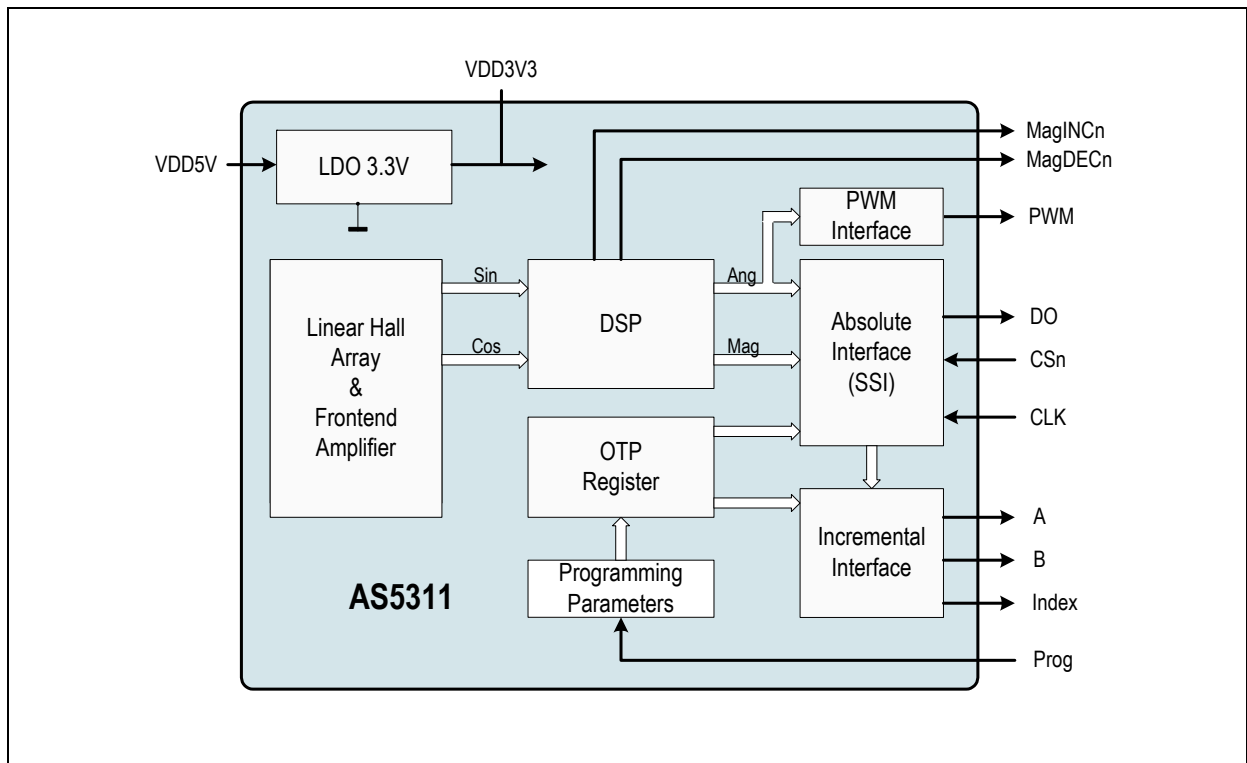 VDD3V3
VDD5V
LDO 3.3V
MagINCn
MagDECn
PWM
Interface
PWM
Sin
Cos
Linear Hall
Array
&
Frontend
Amplifier
DSP
Ang
Mag
Absolute
Interface
(SSI)
DO
CSn
CLK
OTP
Register
Incremental
Interface
A
B
Index
Programming
Parameters
AS5311
Prog